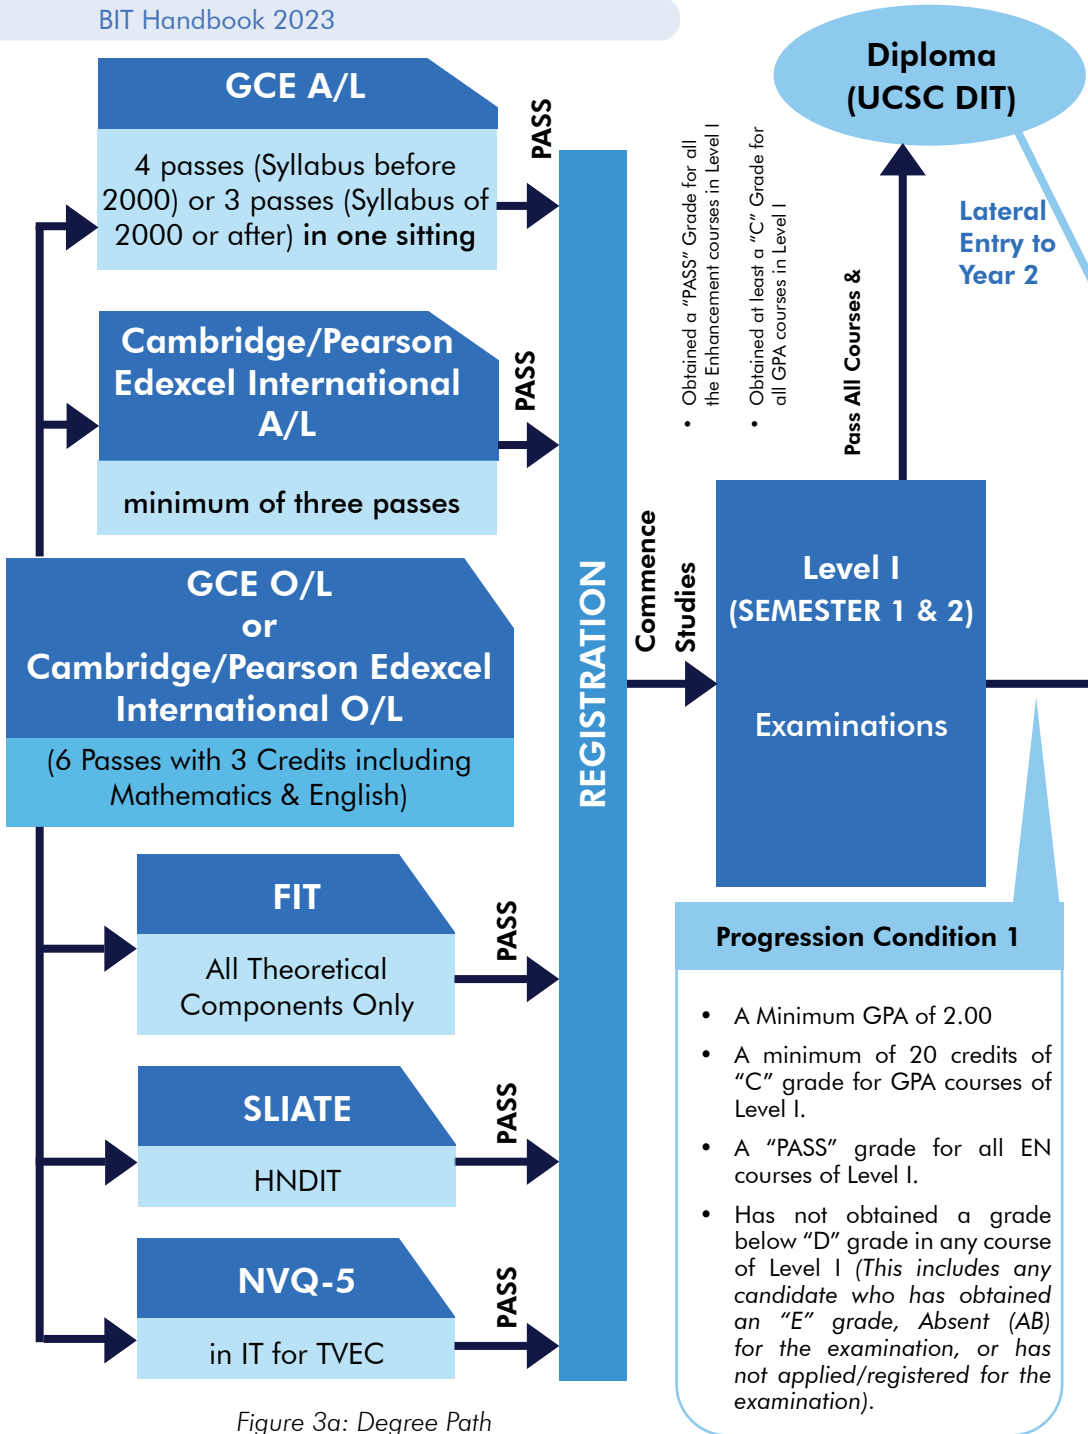 BIT Handbook 2023
GCE A/L
4 passes (Syllabus before
2000) or 3 passes (Syllabus of
2000 or after) in one sitting
PASS
Cambridge/Pearson
Edexcel International
A/L
minimum of three passes
PASS
GCE O/L
or
Cambridge/Pearson Edexcel
International O/L
(6 Passes with 3 Credits including
Mathematics & English)
FIT
All Theoretical
Components Only
PASS
SLIATE
HNDIT
PASS
NVQ-5
in IT for TVEC
PASS
Figure 3a: Degree Path
REGISTRATION
Commence
Studies
Level I
(SEMESTER 1 & 2)
Examinations
• Obtained a “PASS” Grade for all
the Enhancement courses in Level I
• Obtained at least a “C” Grade for
all GPA courses in Level I
Pass All Courses &
Diploma
(UCSC DIT)
Lateral
Entry to
Year 2
Progression Condition 1
• A Minimum GPA of 2.00
• A minimum of 20 credits of
“C” grade for GPA courses of
Level I.
• A “PASS” grade for all EN
courses of Level I.
• Has not obtained a grade
below “D” grade in any course
of Level I (This includes any
candidate who has obtained
an “E” grade, Absent (AB)
for the examination, or has
not applied/registered for the
examination).